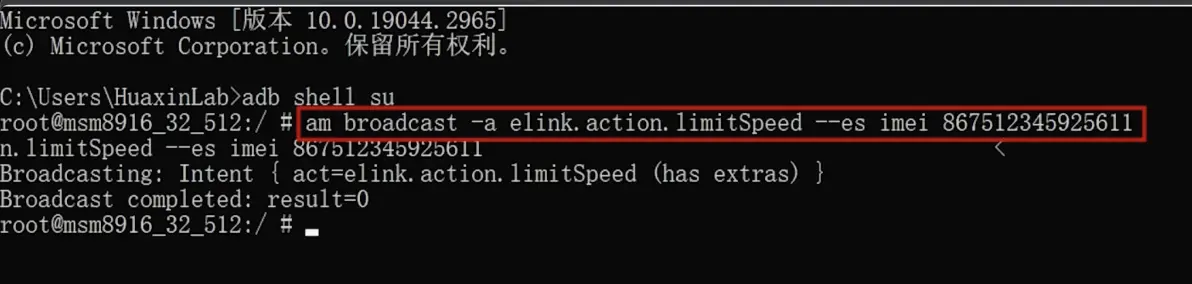 Microsoft Windows [版本 10.0.19044.2965]
(c) Microsoft Corporation。保留所有权利。
C:\Users\HuaxinLab>adb shell su
root@msm8916_32_512:/ # am broadcast -a elink.action.limitSpeed --es imei 867512345925611
n.limitSpeed --es imei 867512345925611                                        <
Broadcasting: Intent { act=elink.action.limitSpeed (has extras) }
Broadcast completed: result=0
root@msm8916_32_512:/ #